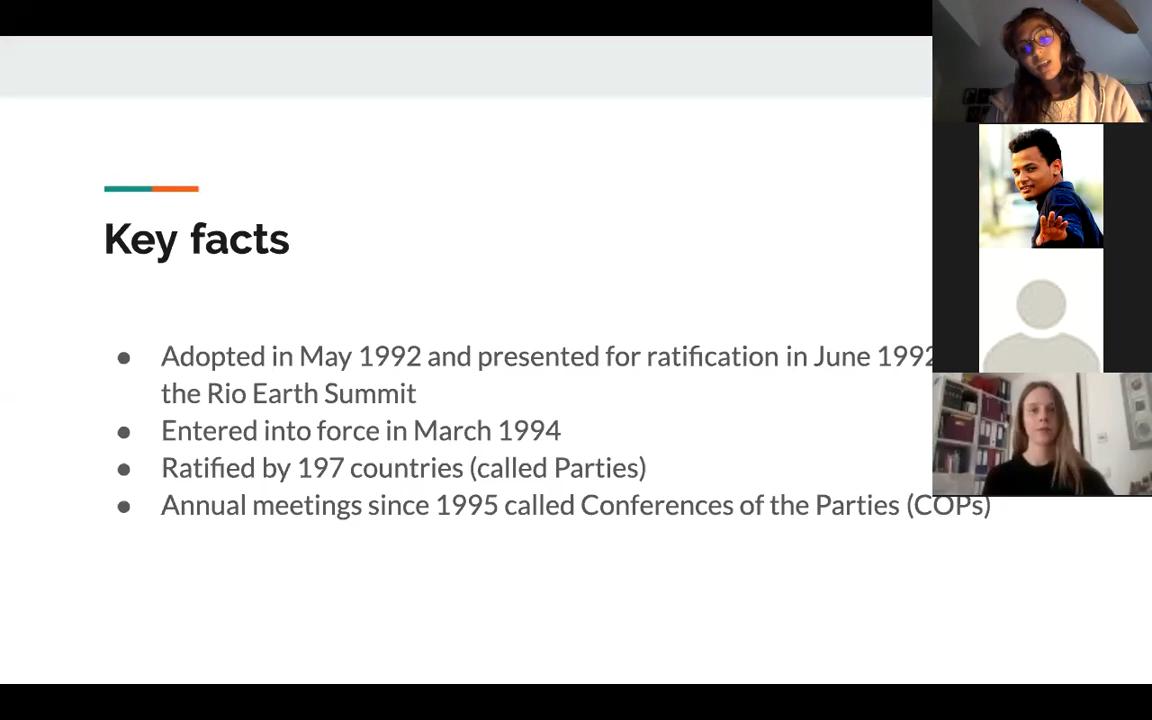 Key facts
● Adopted in May 1992 and presented for ratification in June 1992
the Rio Earth Summit
● Entered into force in March 1994
● Ratified by 197 countries (called Parties)
● Annual meetings since 1995 called Conferences of the Parties (COPs)